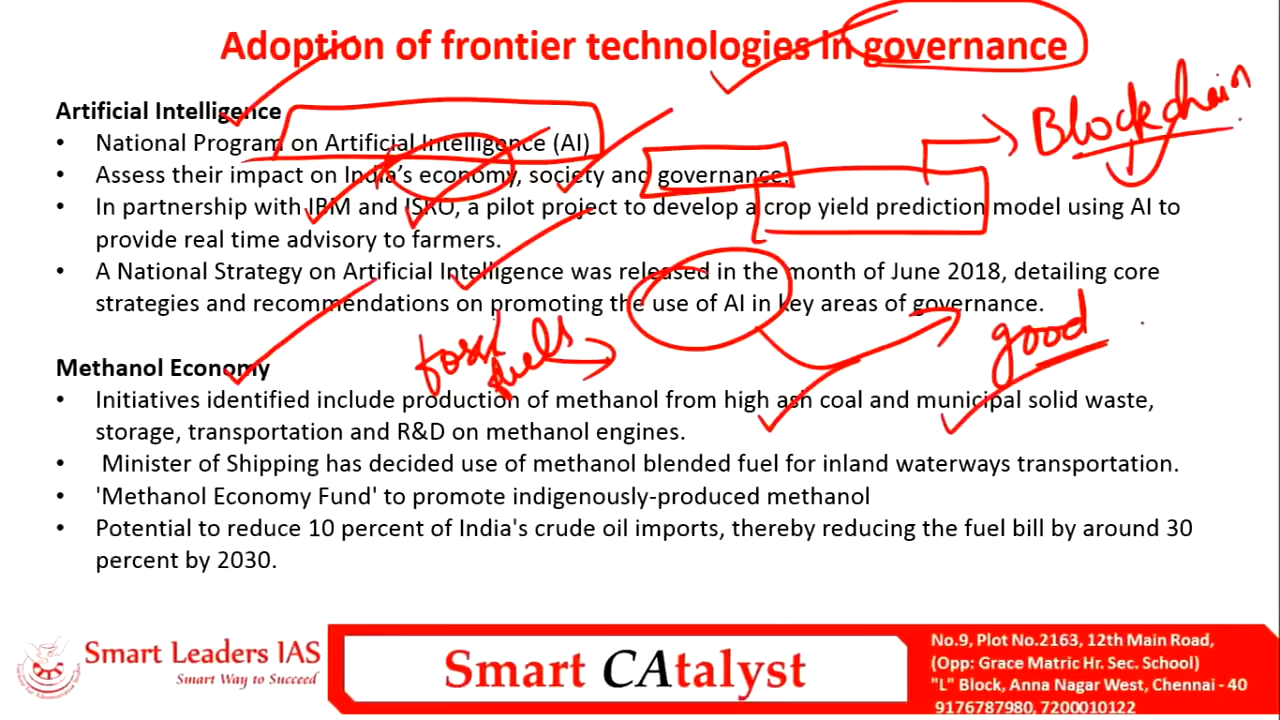 Adoption of frontier technologies in governance
Artificial Intelligence
• National Program on Artificial Intelligence (AI)
• Assess their impact on India's economy, society and governance.
• In partnership with IBM and ISRO, a pilot project to develop a crop yield prediction model using AI to
provide real time advisory to farmers.
• A National Strategy on Artificial Intelligence was released in the month of June 2018, detailing core
strategies and recommendations on promoting the use of AI in key areas of governance.
Blockchain
good
fossil
fuels
Methanol Economy
• Initiatives identified include production of methanol from high ash coal and municipal solid waste,
storage, transportation and R&D on methanol engines.
• Minister of Shipping has decided use of methanol blended fuel for inland waterways transportation.
• 'Methanol Economy Fund' to promote indigenously-produced methanol
• Potential to reduce 10 percent of India's crude oil imports, thereby reducing the fuel bill by around 30
percent by 2030.
Smart Leaders IAS
Smart Way to Succeed
Smart CAtalyst
No.9, Plot No.2163, 12th Main Road,
(Opp: Grace Matric Hr. Sec. School)
"L" Block, Anna Nagar West, Chennai - 40
9176787980, 7200010122